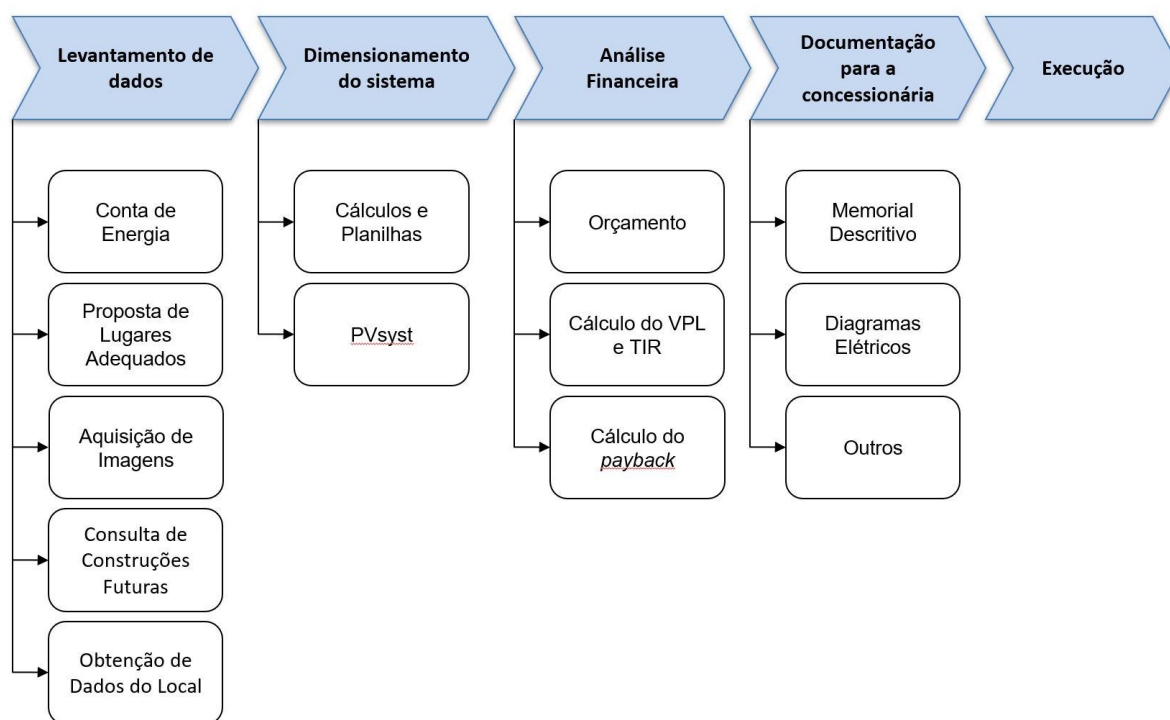 Levantamento de
dados
Dimensionamento
do sistema
Análise
Financeira
Documentação
para a
concessionária
Execução
Conta de
Energia
Proposta de
Lugares
Adequados
Aquisição de
Imagens
Consulta de
Construções
Futuras
Obtenção de
Dados do Local
Cálculos e
Planilhas
PVsyst
Orçamento
Cálculo do VPL
e TIR
Cálculo do
payback
Memorial
Descritivo
Diagramas
Elétricos
Outros